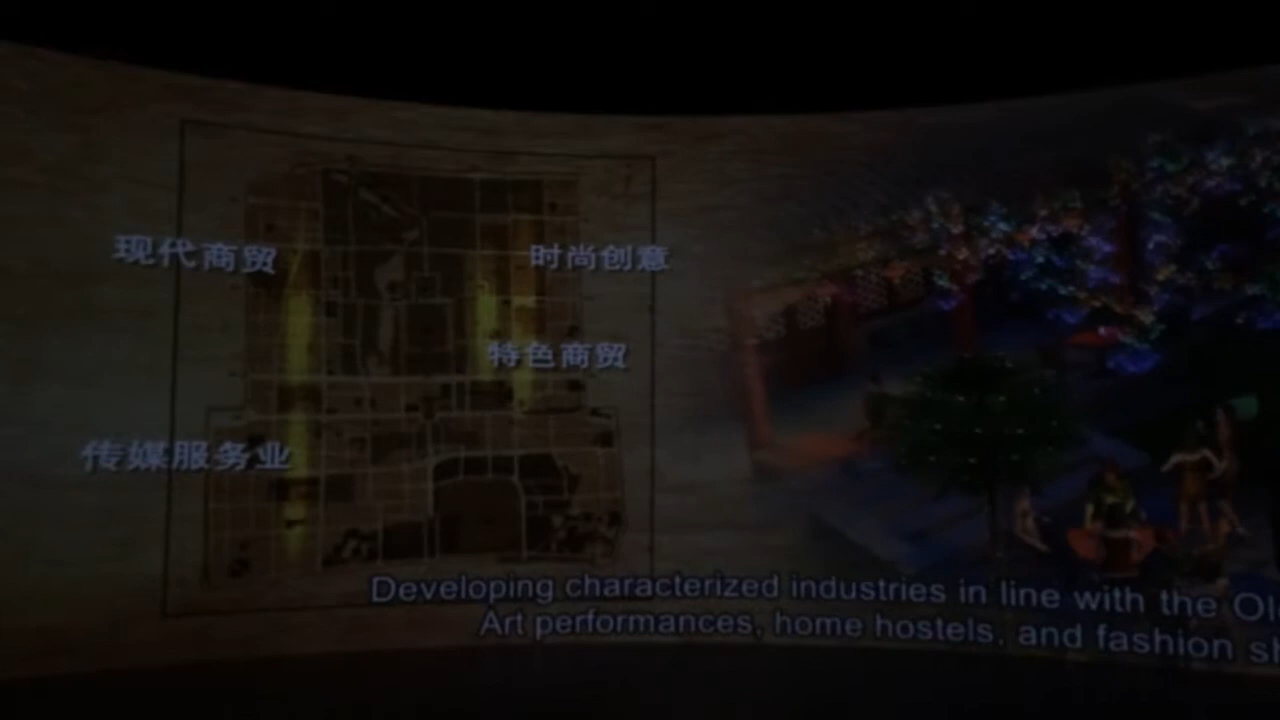 现代商贸
时尚创意
特色商贸
传媒服务业
Developing characterized industries in line with the
Art performances, home hostels, and fashion